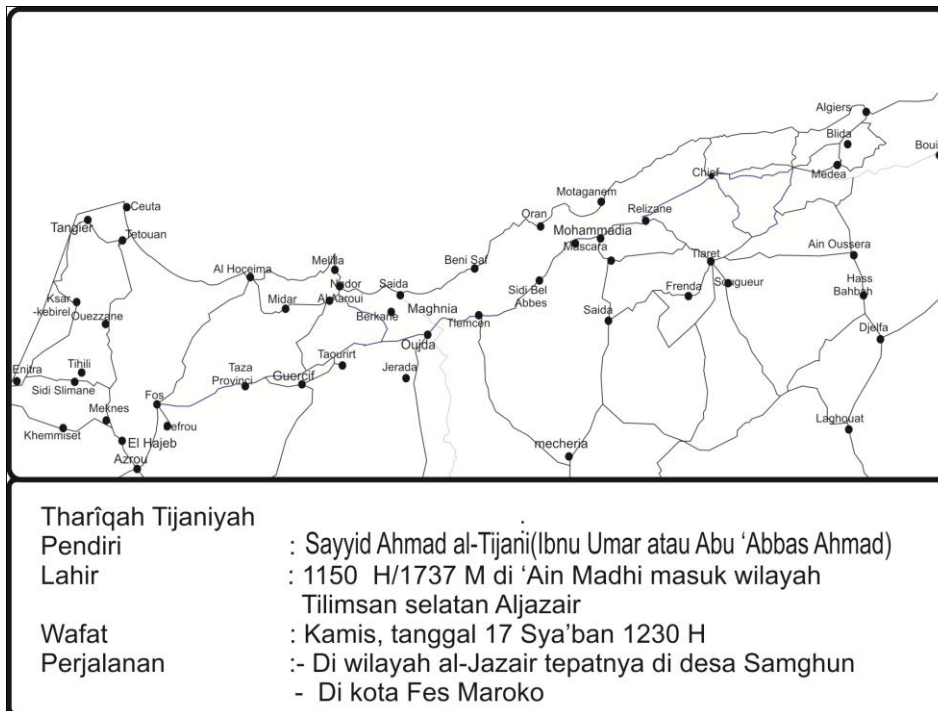 Algiers
Blida
Boui
Chief
Medea
Motaganem
Ceuta
Relizane
Tangier
Oran
Tetouan
Mohammadia
Mascara
Ain Oussera
Al Hoceima
Melilla
Beni Saf
Tiaret
Nador
Saida
Sidi Bel
Abbes
Frenda
Sougueur
Hass
Bahbah
Ksar
-kebirel
Midar
Al Aaroui
Maghnia
Ouezzane
Berkane
Tlemcen
Saida
Oujda
Djelfa
Tihili
Taza
Provinci
Taourirt
Enitra
Guercif
Jerada
Sidi Slimane
Fos
Meknes
Sefrou
Laghouat
Khemmiset
El Hajeb
mecheria
Azrou
Tharîqah Tijaniyah :
Pendiri : Sayyid Ahmad al-Tijani(Ibnu Umar atau Abu ‘Abbas Ahmad)
Lahir : 1150 H/1737 M di ‘Ain Madhi masuk wilayah
Tilimsan selatan Aljazair
Wafat : Kamis, tanggal 17 Sya’ban 1230 H
Perjalanan :- Di wilayah al-Jazair tepatnya di desa Samghun
- Di kota Fes Maroko